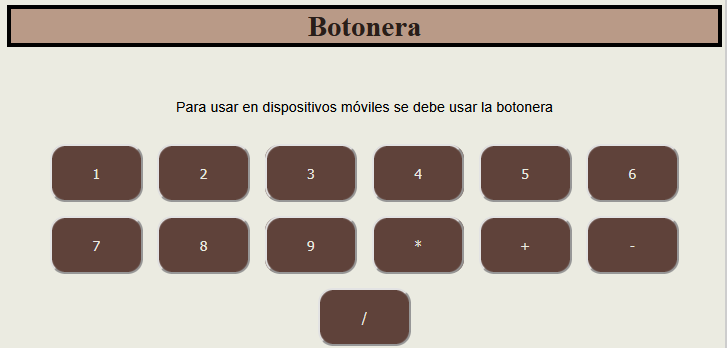 Botonera
Para usar en dispositivos móviles se debe usar la botonera
1 2 3 4 5 6
7 8 9 * + -
/